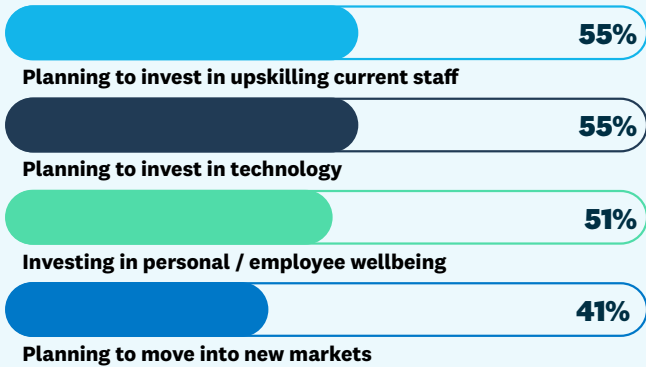 55%
Planning to invest in upskilling current staff
55%
Planning to invest in technology
51%
Investing in personal / employee wellbeing
41%
Planning to move into new markets